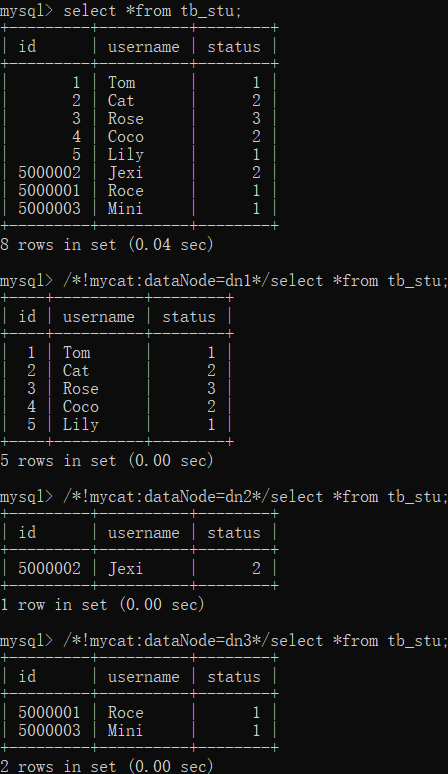 mysql> select *from tb_stu;
+---------+----------+--------+
| id      | username | status |
+---------+----------+--------+
|       1 | Tom      |      1 |
|       2 | Cat      |      2 |
|       3 | Rose     |      3 |
|       4 | Coco     |      2 |
|       5 | Lily     |      1 |
| 5000002 | Jexi     |      2 |
| 5000001 | Roce     |      1 |
| 5000003 | Mini     |      1 |
+---------+----------+--------+
8 rows in set (0.04 sec)
mysql> /*!mycat:dataNode=dn1*/select *from tb_stu;
+----+----------+--------+
| id | username | status |
+----+----------+--------+
|  1 | Tom      |      1 |
|  2 | Cat      |      2 |
|  3 | Rose     |      3 |
|  4 | Coco     |      2 |
|  5 | Lily     |      1 |
+----+----------+--------+
5 rows in set (0.00 sec)
mysql> /*!mycat:dataNode=dn2*/select *from tb_stu;
+---------+----------+--------+
| id      | username | status |
+---------+----------+--------+
| 5000002 | Jexi     |      2 |
+---------+----------+--------+
1 row in set (0.00 sec)
mysql> /*!mycat:dataNode=dn3*/select *from tb_stu;
+---------+----------+--------+
| id      | username | status |
+---------+----------+--------+
| 5000001 | Roce     |      1 |
| 5000003 | Mini     |      1 |
+---------+----------+--------+
2 rows in set (0.00 sec)